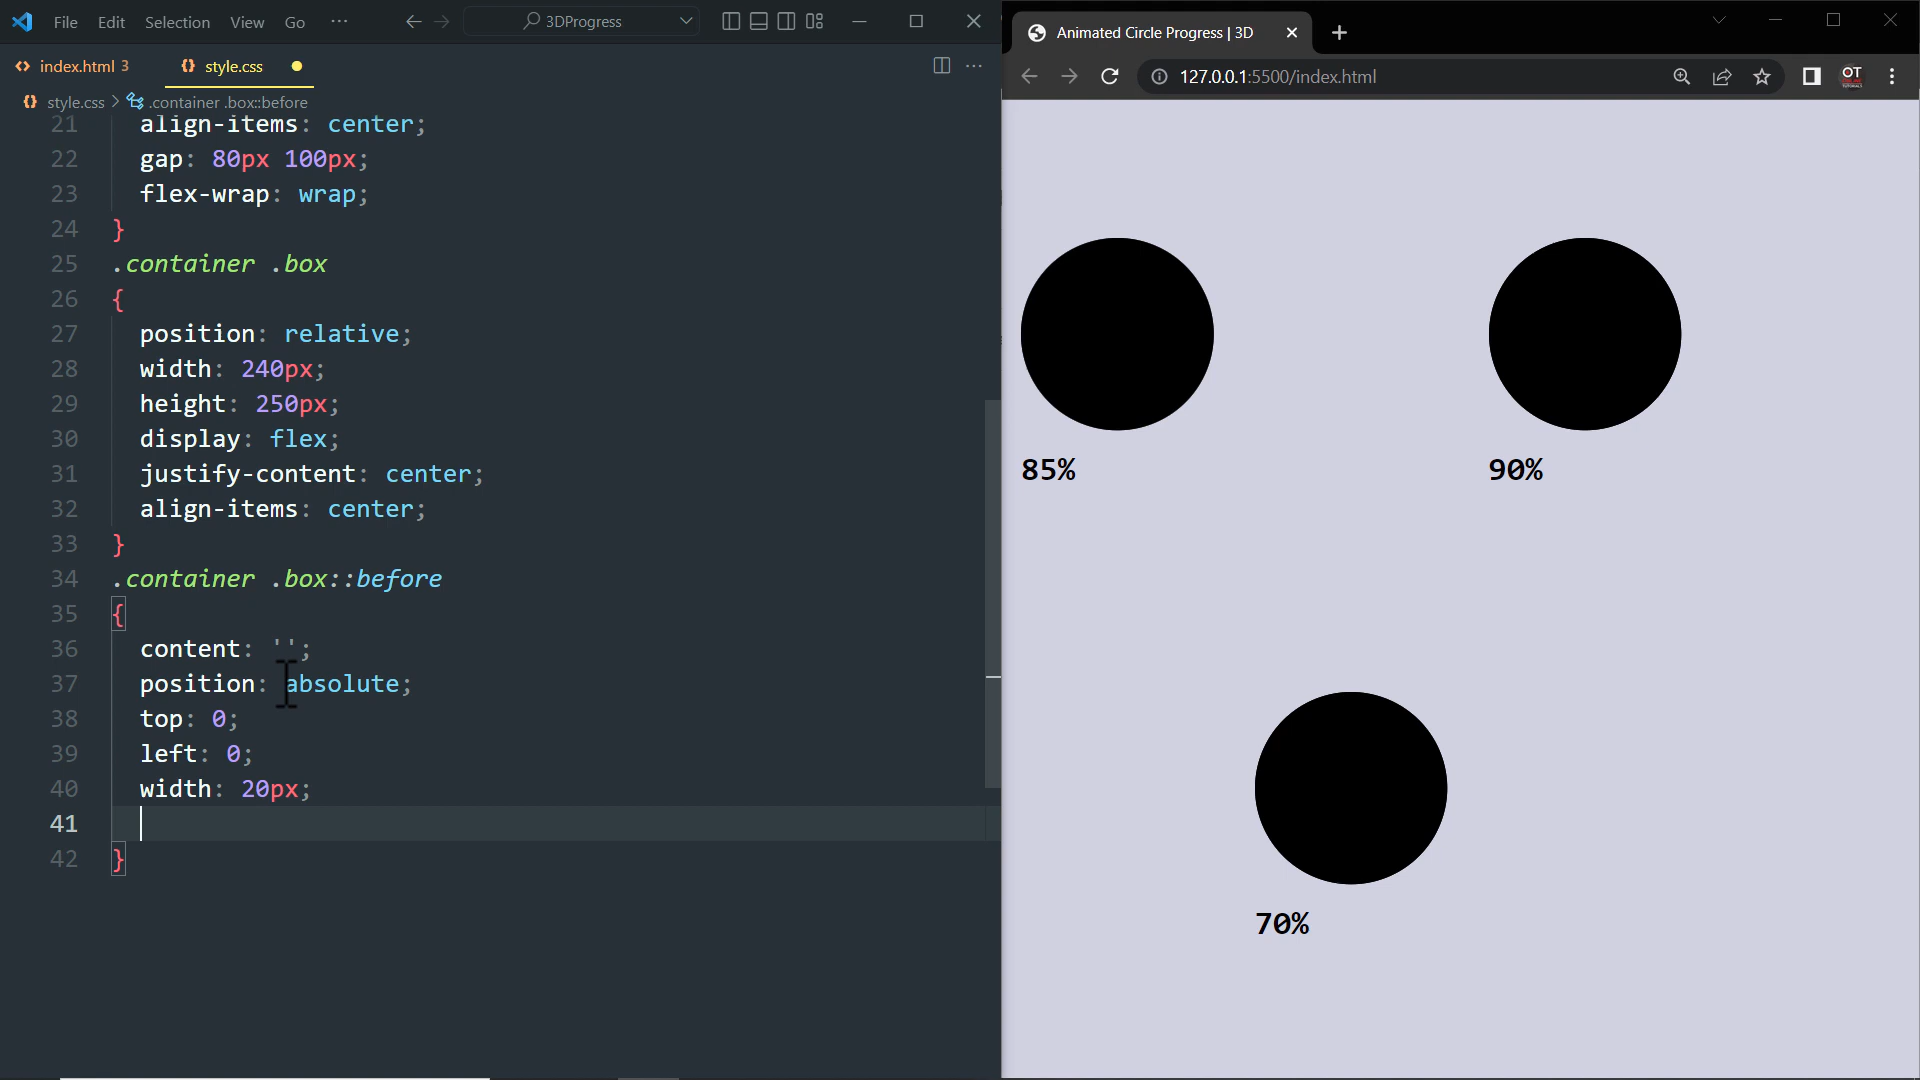 File Edit Selection View Go ··· 3DProgress
index.html 3 style.css
style.css > .container .box::before
21 align-items: center;
22 gap: 80px 100px;
23 flex-wrap: wrap;
24 }
25 .container .box
26 {
27 position: relative;
28 width: 240px;
29 height: 250px;
30 display: flex;
31 justify-content: center;
32 align-items: center;
33 }
34 .container .box::before
35 {
36 content: '';
37 position: absolute;
38 top: 0;
39 left: 0;
40 width: 20px;
41
42 }
Animated Circle Progress | 3D
127.0.0.1:5500/index.html
OT
85%
90%
70%